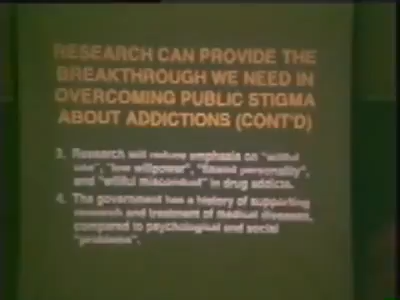 RESEARCH CAN PROVIDE THE
BREAKTHROUGH WE NEED IN
OVERCOMING PUBLIC STIGMA
ABOUT ADDICTIONS (CONT'D)
3. Research will reduce emphasis on "willful
use", "low willpower", "flawed personality",
and "willful misconduct" in drug addicts.
4. The government has a history of supporting
research and treatment of medical diseases,
compared to psychological and social
"problems".